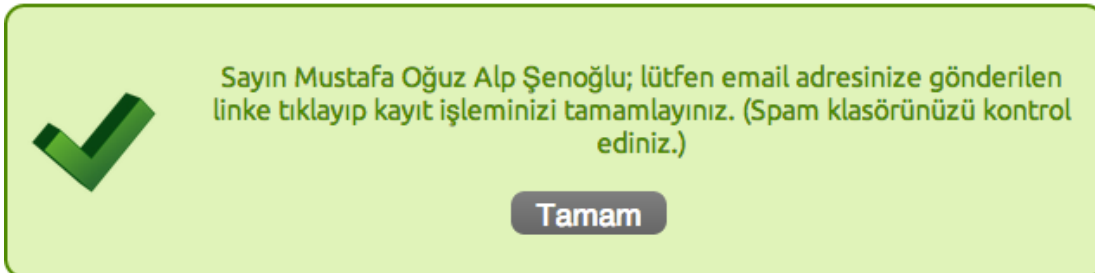 Sayın Mustafa Oğuz Alp Şenoğlu; lütfen email adresinize gönderilen
linke tıklayıp kayıt işleminizi tamamlayınız. (Spam klasörünüzü kontrol
ediniz.)
Tamam